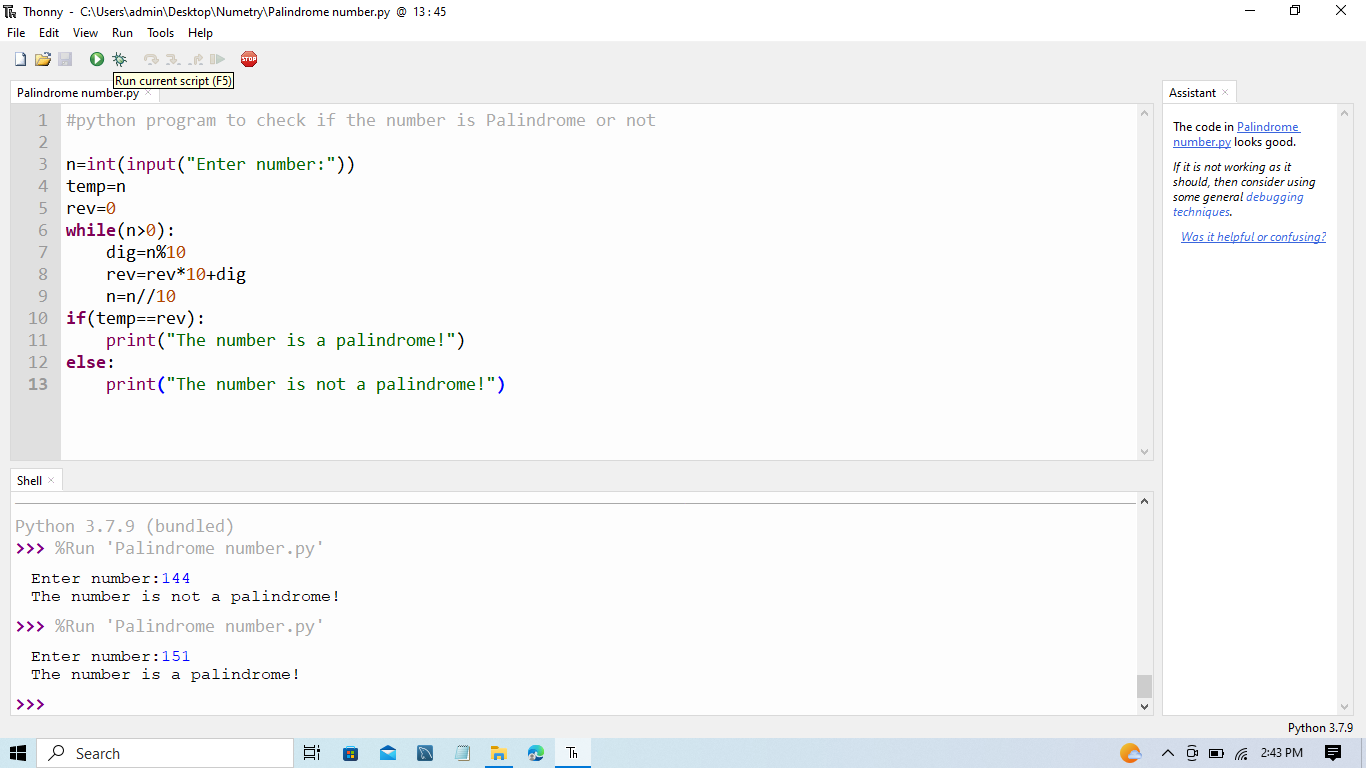 Thonny - C:\Users\admin\Desktop\Numetry\Palindrome number.py @ 13:45
File Edit View Run Tools Help
STOP
Run current script (F5)
Palindrome number.py ×
1 #python program to check if the number is Palindrome or not
2
3 n=int(input("Enter number:"))
4 temp=n
5 rev=0
6 while(n>0):
7     dig=n%10
8     rev=rev*10+dig
9     n=n//10
10 if(temp==rev):
11     print("The number is a palindrome!")
12 else:
13     print("The number is not a palindrome!")
Assistant ×
The code in Palindrome
number.py looks good.
If it is not working as it
should, then consider using
some general debugging
techniques.
Was it helpful or confusing?
Shell ×
Python 3.7.9 (bundled)
>>> %Run 'Palindrome number.py'
Enter number:144
The number is not a palindrome!
>>> %Run 'Palindrome number.py'
Enter number:151
The number is a palindrome!
>>>
Python 3.7.9
Search
Th
2:43 PM